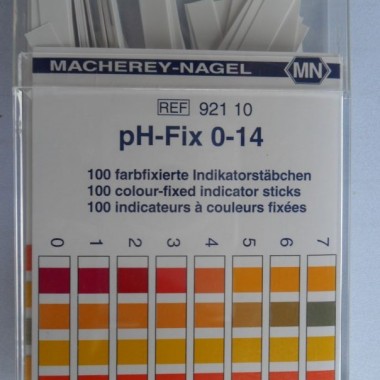 MACHEREY-NAGEL MN
REF 921 10
pH-Fix 0-14
100 farbfixierte Indikatorstäbchen
100 colour-fixed indicator sticks
100 indicateurs à couleurs fixées
0 1 2 3 4 5 6 7